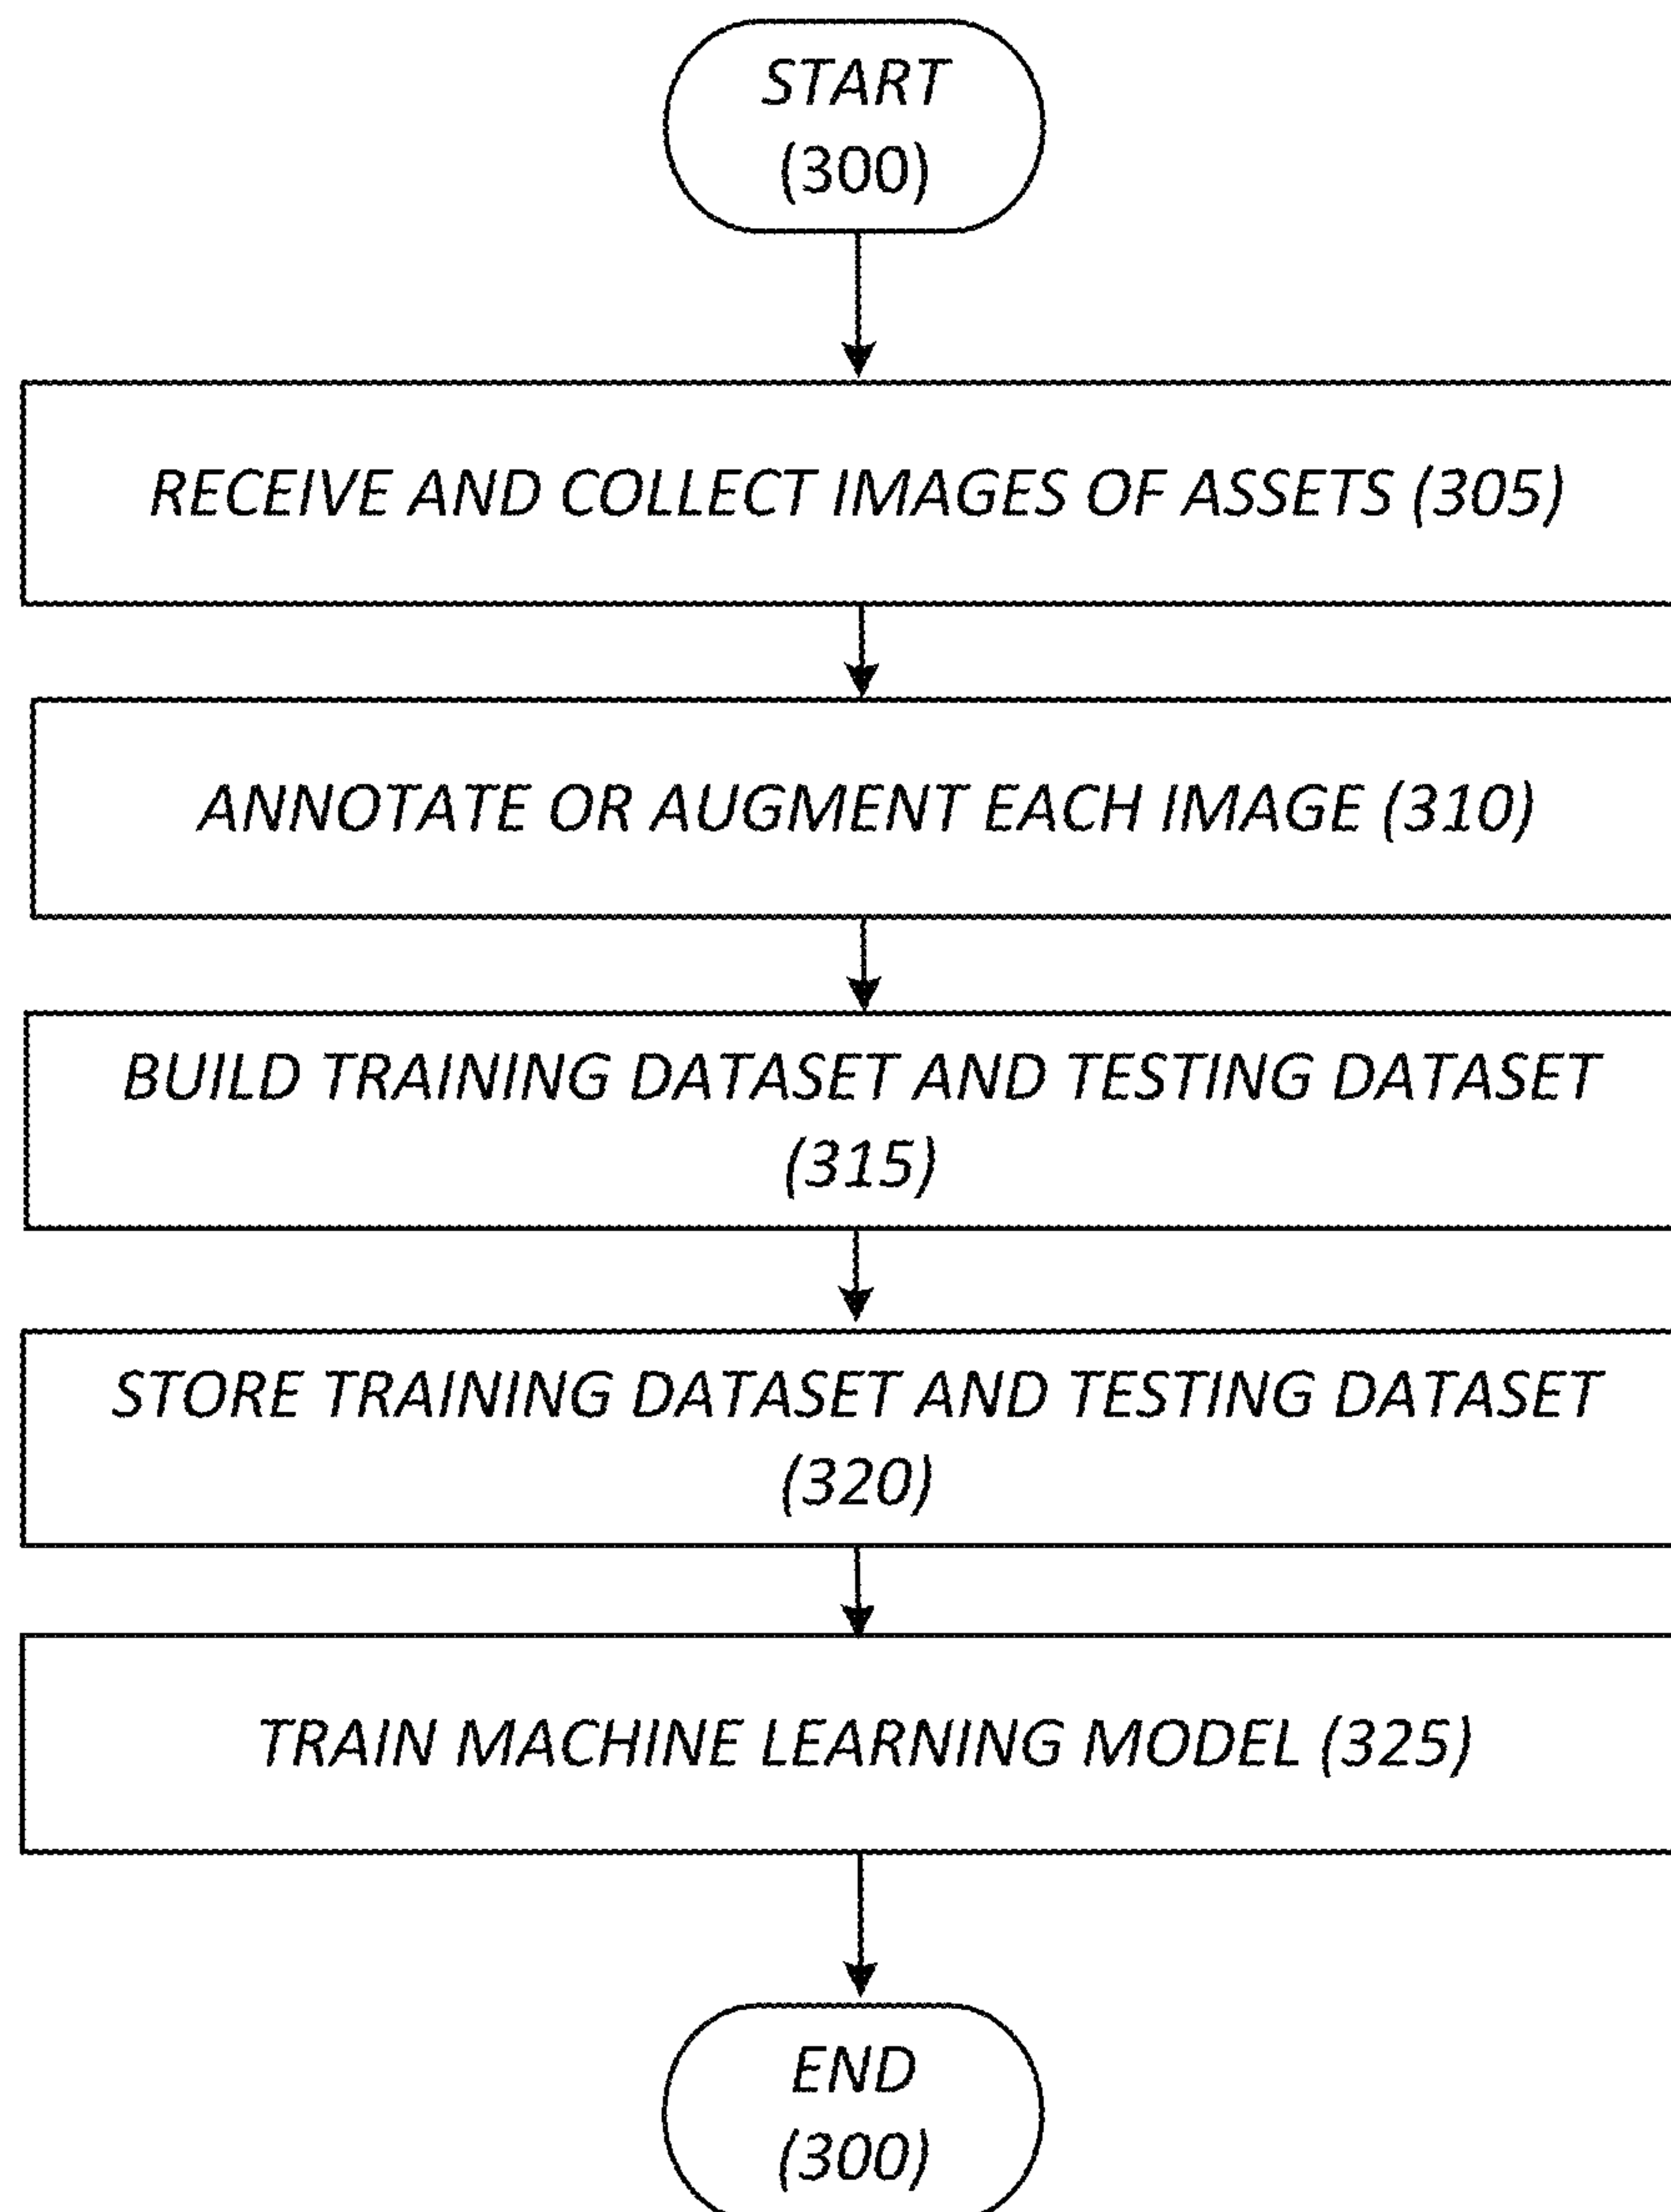 START
(300)
RECEIVE AND COLLECT IMAGES OF ASSETS (305)
ANNOTATE OR AUGMENT EACH IMAGE (310)
BUILD TRAINING DATASET AND TESTING DATASET
(315)
STORE TRAINING DATASET AND TESTING DATASET
(320)
TRAIN MACHINE LEARNING MODEL (325)
END
(300)